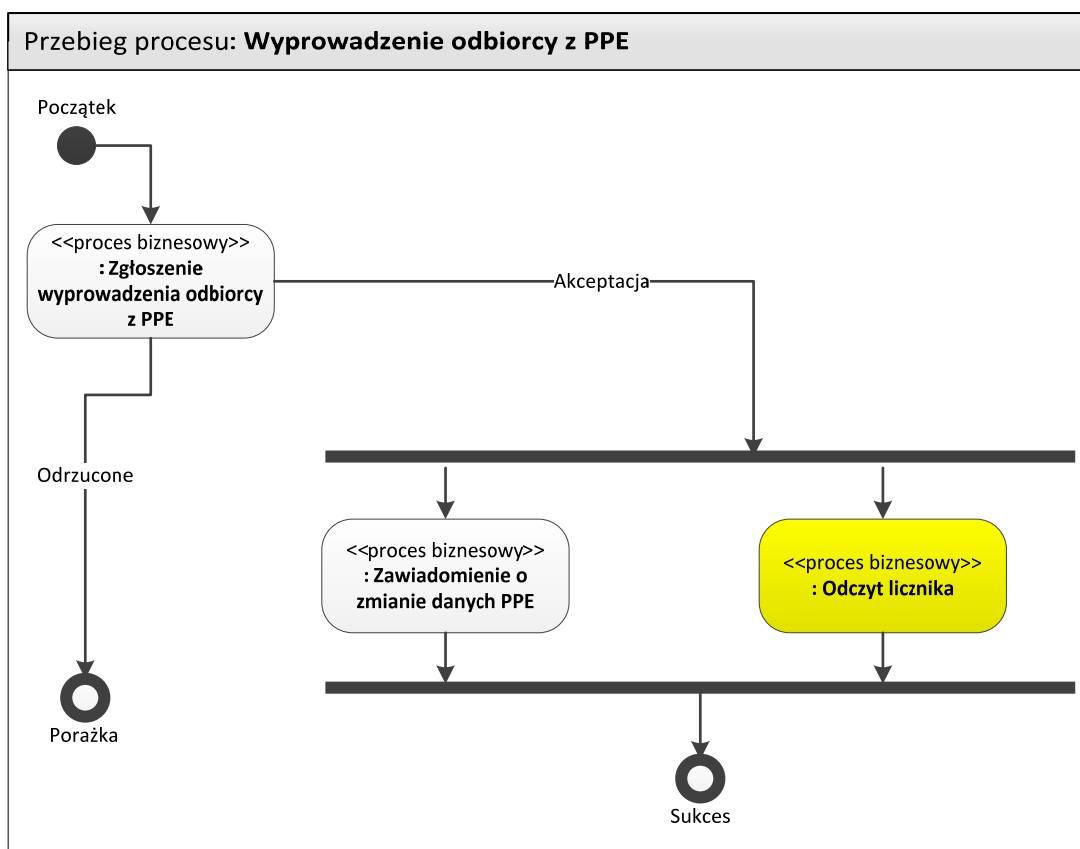 Przebieg procesu: Wyprowadzenie odbiorcy z PPE
Początek
<<proces biznesowy>>
: Zgłoszenie
wyprowadzenia odbiorcy
z PPE
Akceptacja
Odrzucone
<<proces biznesowy>>
: Zawiadomienie o
zmianie danych PPE
<<proces biznesowy>>
: Odczyt licznika
Porażka
Sukces